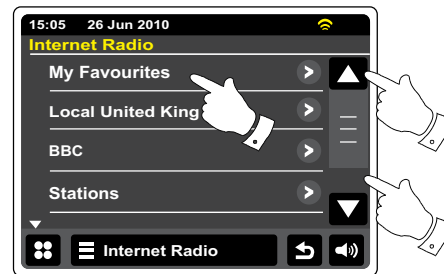 15:05 26 Jun 2010
Internet Radio
My Favourites
Local United King
BBC
Stations
Internet Radio